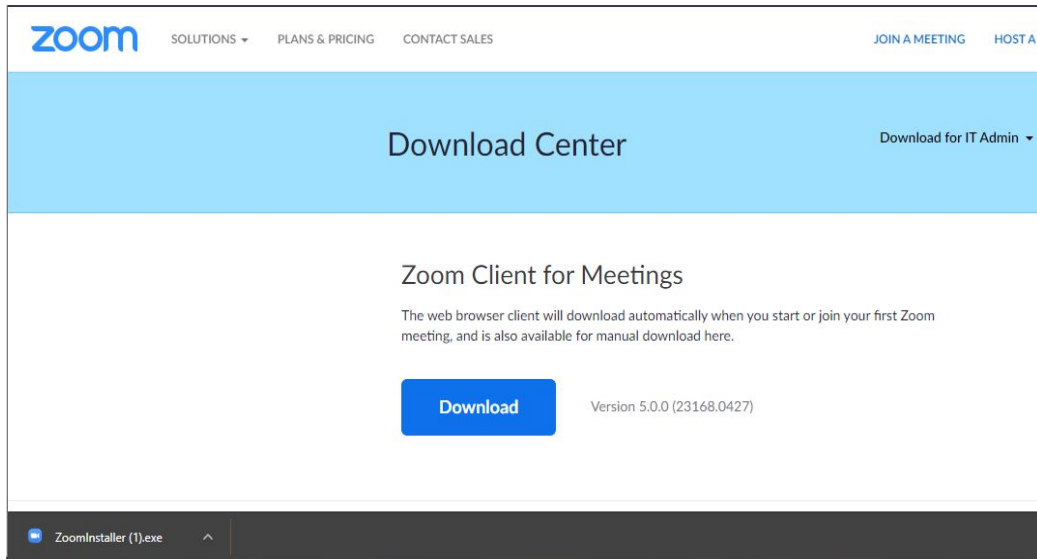 zoom SOLUTIONS PLANS & PRICING CONTACT SALES JOIN A MEETING HOST A
Download Center
Download for IT Admin
Zoom Client for Meetings
The web browser client will download automatically when you start or join your first Zoom
meeting, and is also available for manual download here.
Download Version 5.0.0 (23168.0427)
ZoomInstaller (1).exe